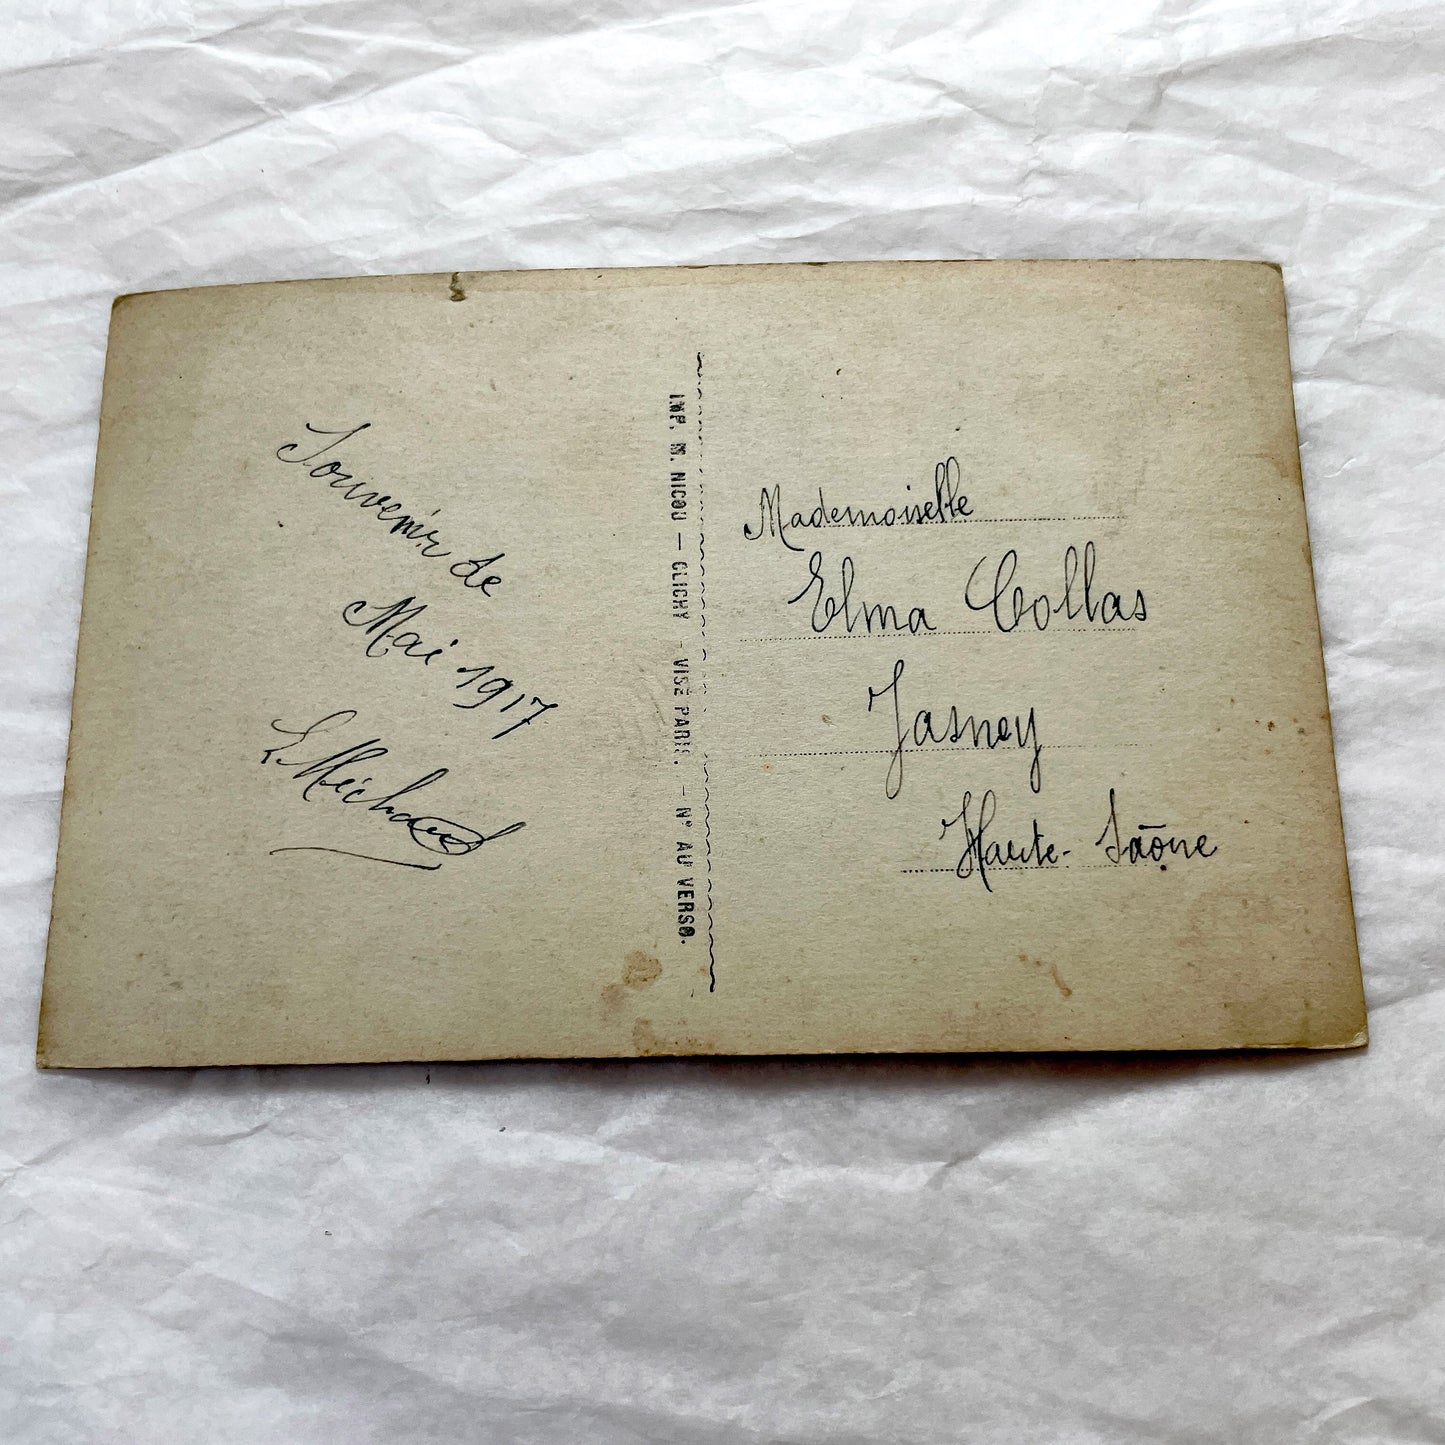 Souvenir de
Mai 1917
L Michaud
IMP. M. NICOU — CLICHY - VISÉ PARIS. - N° AU VERSO.
Mademoiselle
Elma Collas
Jasney
Haute-Saône